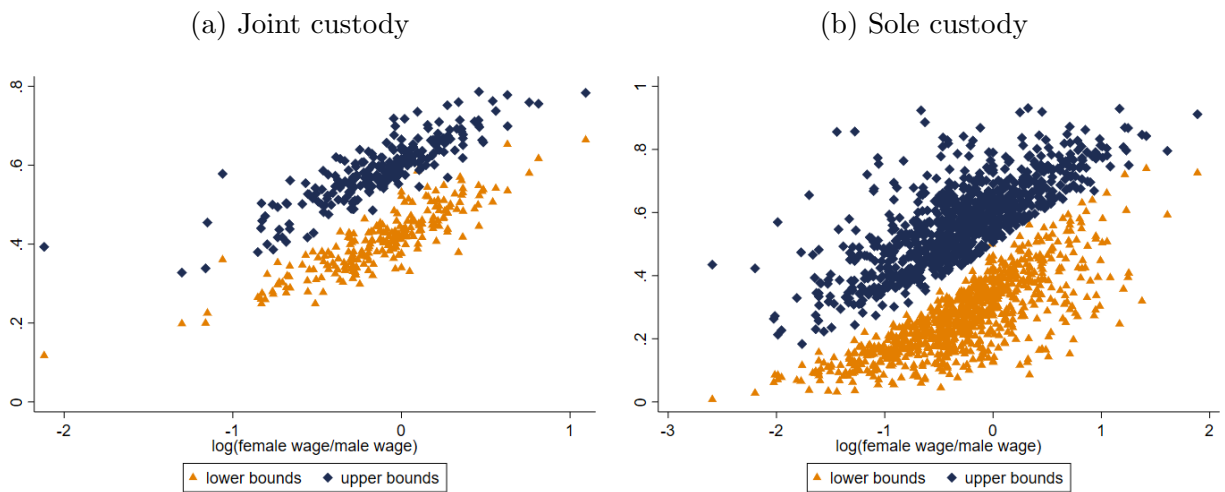 (a) Joint custody
(b) Sole custody
.8
.6
.4
.2
0
-2
-1
0
1
log(female wage/male wage)
lower bounds
upper bounds
1
.8
.6
.4
.2
0
-3
-2
-1
0
1
2
log(female wage/male wage)
lower bounds
upper bounds